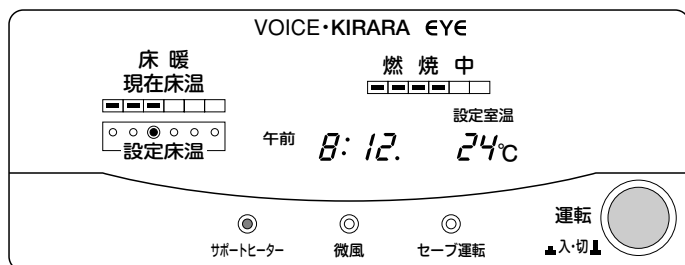 VOICE・KIRARA EYE
床暖
現在床温
設定床温
燃焼中
設定室温
午前 8:12. 24℃
サポートヒーター
微風
セーブ運転
運転
入・切